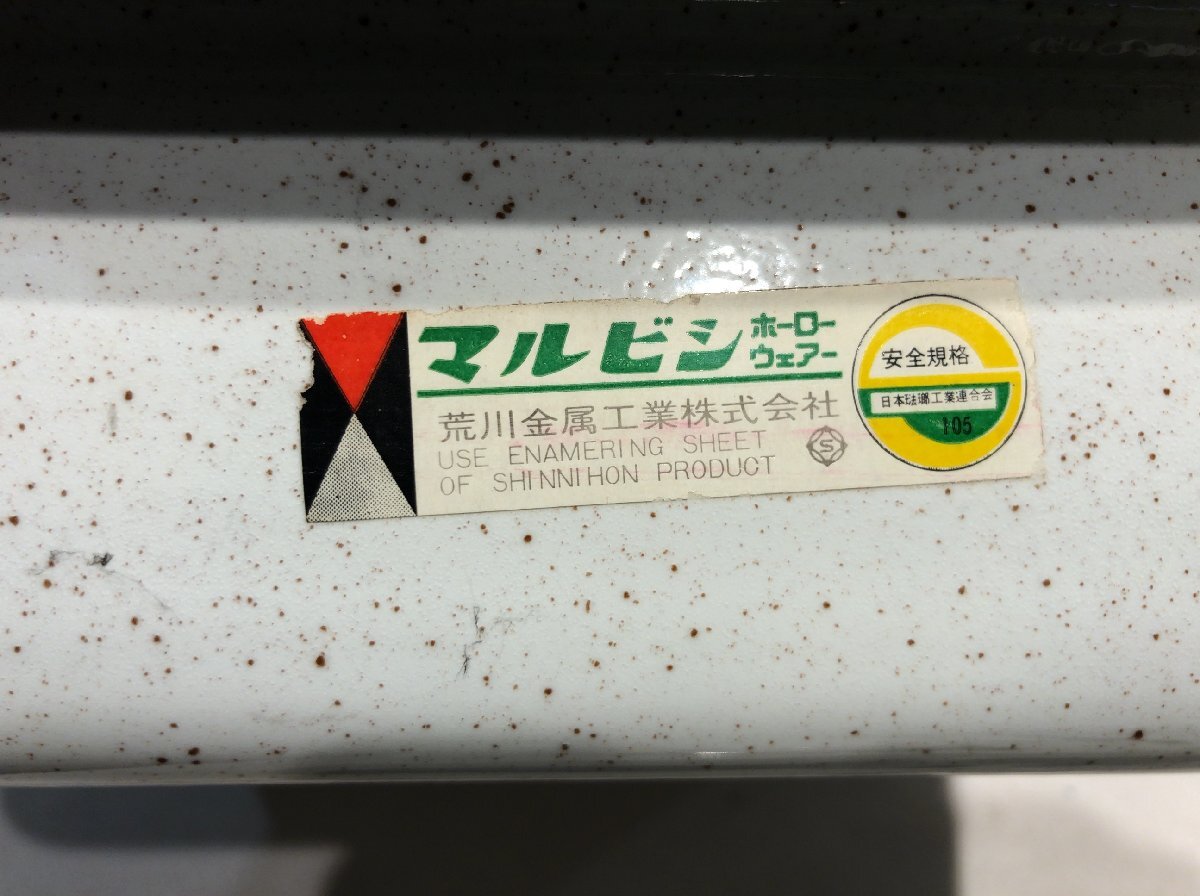 マルビシ
ホーロー
ウェアー
荒川金属工業株式会社
USE ENAMERING SHEET
OF SHINNIHON PRODUCT
S
安全規格
日本琺瑯工業連合会
105